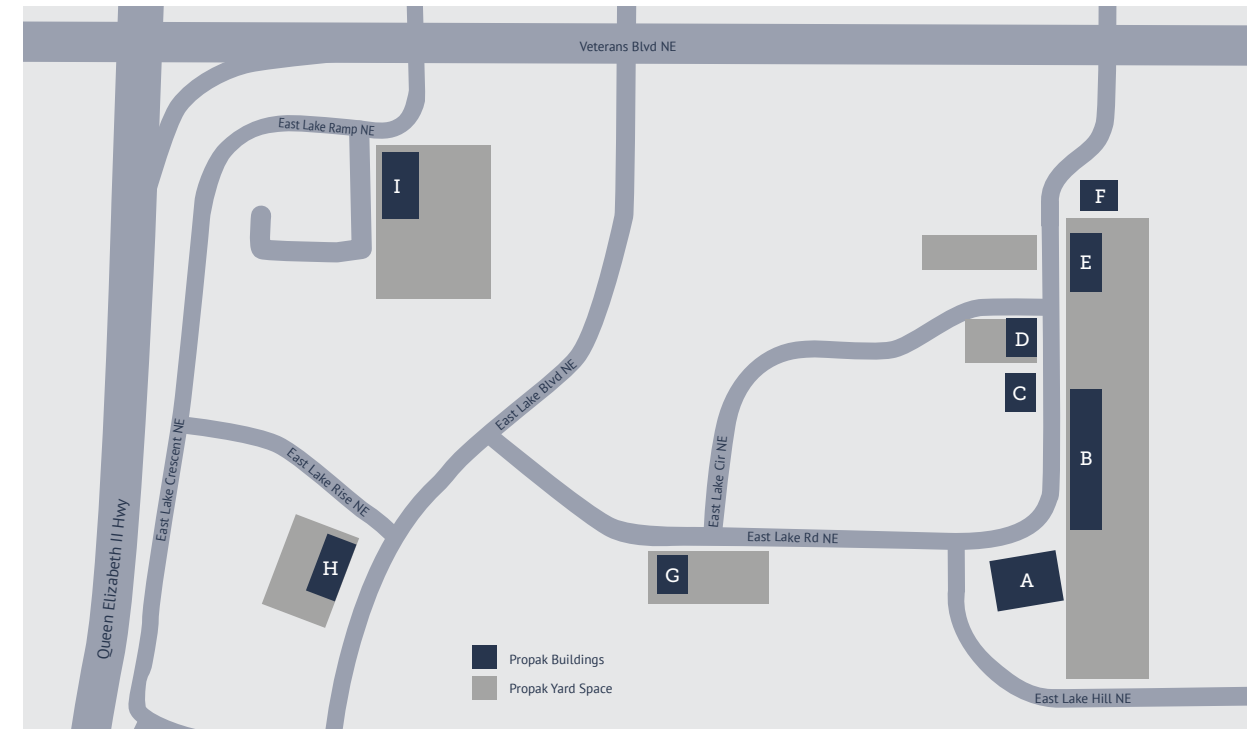 Veterans Blvd NE
East Lake Ramp NE
I
F
E
D
East Lake Blvd NE
C
East Lake Crescent NE
East Lake Rise NE
East Lake Cir NE
B
Queen Elizabeth II Hwy
East Lake Rd NE
H
G
A
Propak Buildings
Propak Yard Space
East Lake Hill NE